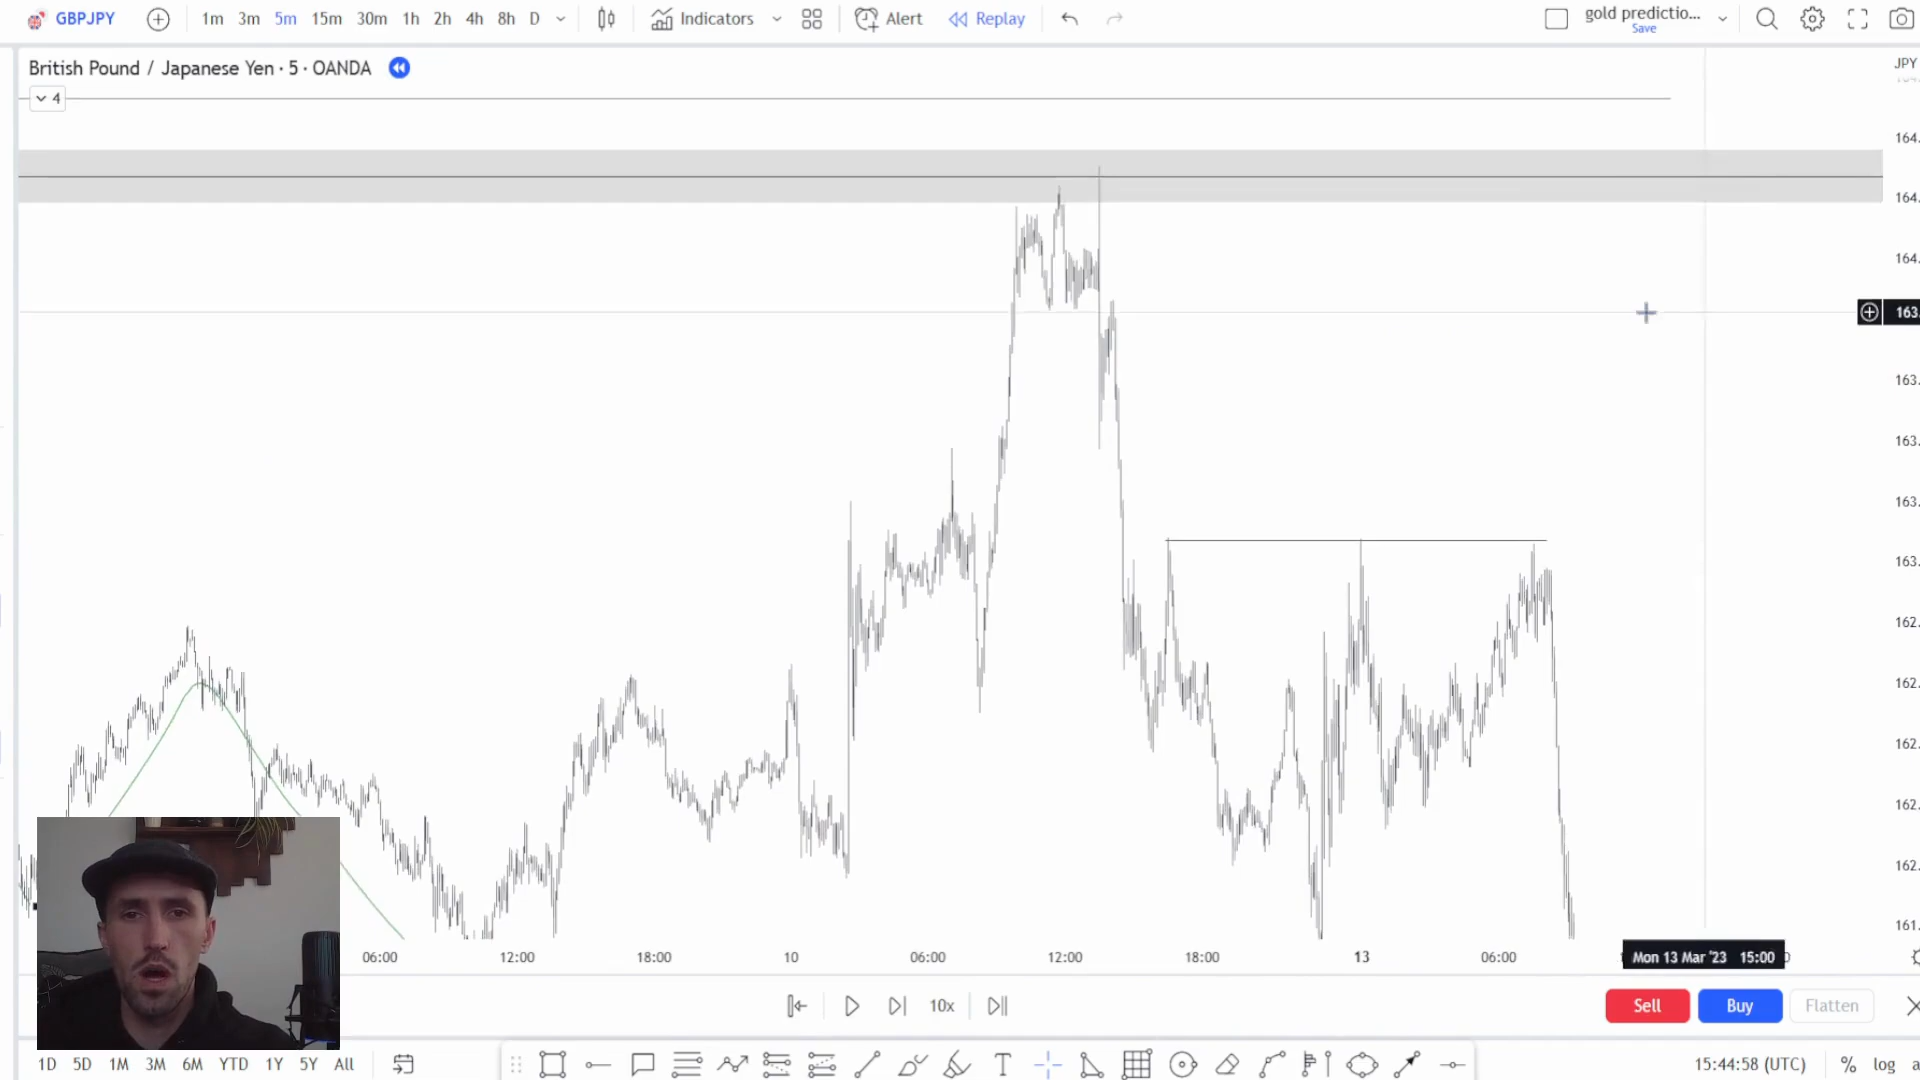 GBPJPY 1m 3m 5m 15m 30m 1h 2h 4h 8h D Indicators Alert Replay gold predictio...
Save
British Pound / Japanese Yen · 5 · OANDA
JPY
4
164.
164.
164.
163.
163.
163.
163.
163.
162.
162.
162.
162.
161.
06:00 12:00 18:00 10 06:00 12:00 18:00 13 06:00 Mon 13 Mar '23 15:00
10x Sell Buy Flatten
1D 5D 1M 3M 6M YTD 1Y 5Y All T 15:44:58 (UTC) % log a